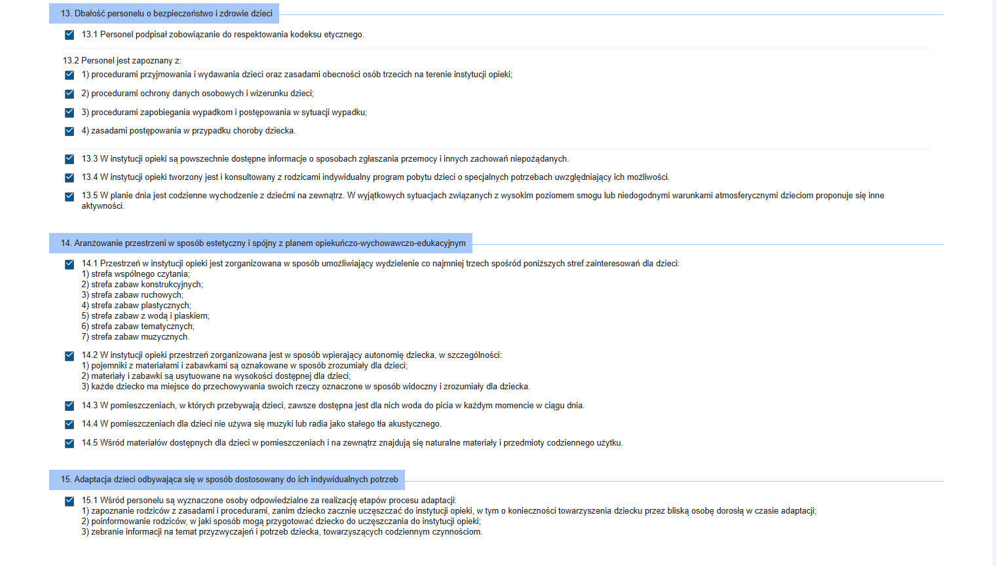 13. Dbałość personelu o bezpieczeństwo i zdrowie dzieci
13.1 Personel podpisał zobowiązanie do respektowania kodeksu etycznego.
13.2 Personel jest zapoznany z:
1) procedurami przyjmowania i wydawania dzieci oraz zasadami obecności osób trzecich na terenie instytucji opieki;
2) procedurami ochrony danych osobowych i wizerunku dzieci;
3) procedurami zapobiegania wypadkom i postępowania w sytuacji wypadku;
4) zasadami postępowania w przypadku choroby dziecka.
13.3 W instytucji opieki są powszechnie dostępne informacje o sposobach zgłaszania przemocy i innych zachowań niepożądanych.
13.4 W instytucji opieki tworzony jest i konsultowany z rodzicami indywidualny program pobytu dzieci o specjalnych potrzebach uwzględniający ich możliwości.
13.5 W planie dnia jest codzienne wychodzenie z dziećmi na zewnątrz. W wyjątkowych sytuacjach związanych z wysokim poziomem smogu lub niedogodnymi warunkami atmosferycznymi dzieciom proponuje się inne
aktywności.
14. Aranżowanie przestrzeni w sposób estetyczny i spójny z planem opiekuńczo-wychowawczo-edukacyjnym
14.1 Przestrzeń w instytucji opieki jest zorganizowana w sposób umożliwiający wydzielenie co najmniej trzech spośród poniższych stref zainteresowań dla dzieci:
1) strefa wspólnego czytania;
2) strefa zabaw konstrukcyjnych;
3) strefa zabaw ruchowych;
4) strefa zabaw plastycznych;
5) strefa zabaw z wodą i piaskiem;
6) strefa zabaw tematycznych;
7) strefa zabaw muzycznych.
14.2 W instytucji opieki przestrzeń zorganizowana jest w sposób wpierający autonomię dziecka, w szczególności:
1) pojemniki z materiałami i zabawkami są oznakowane w sposób zrozumiały dla dzieci;
2) materiały i zabawki są usytuowane na wysokości dostępnej dla dzieci;
3) każde dziecko ma miejsce do przechowywania swoich rzeczy oznaczone w sposób widoczny i zrozumiały dla dziecka.
14.3 W pomieszczeniach, w których przebywają dzieci, zawsze dostępna jest dla nich woda do picia w każdym momencie w ciągu dnia.
14.4 W pomieszczeniach dla dzieci nie używa się muzyki lub radia jako stałego tła akustycznego.
14.5 Wśród materiałów dostępnych dla dzieci w pomieszczeniach i na zewnątrz znajdują się naturalne materiały i przedmioty codziennego użytku.
15. Adaptacja dzieci odbywająca się w sposób dostosowany do ich indywidualnych potrzeb
15.1 Wśród personelu są wyznaczone osoby odpowiedzialne za realizację etapów procesu adaptacji:
1) zapoznanie rodziców z zasadami i procedurami, zanim dziecko zacznie uczęszczać do instytucji opieki, w tym o konieczności towarzyszenia dziecku przez bliską osobę dorosłą w czasie adaptacji;
2) poinformowanie rodziców, w jaki sposób mogą przygotować dziecko do uczęszczania do instytucji opieki;
3) zebranie informacji na temat przyzwyczajeń i potrzeb dziecka, towarzyszących codziennym czynnościom.